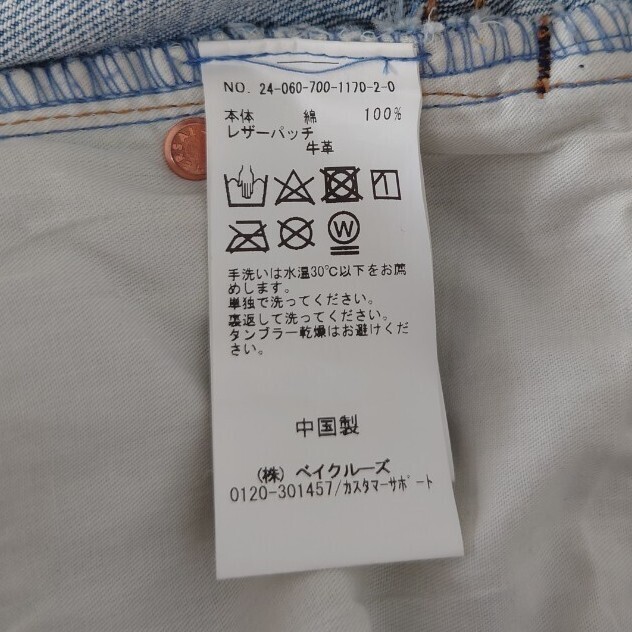 NO. 24-060-700-1170-2-0
本体 綿 100%
レザーパッチ
牛革
W
手洗いは水温30℃以下をお薦
めします。
単独で洗ってください。
裏返して洗ってください。
タンブラー乾燥はお避けくだ
さい。
中国製
(株) ベイクルーズ
0120-301457/カスタマーサポート